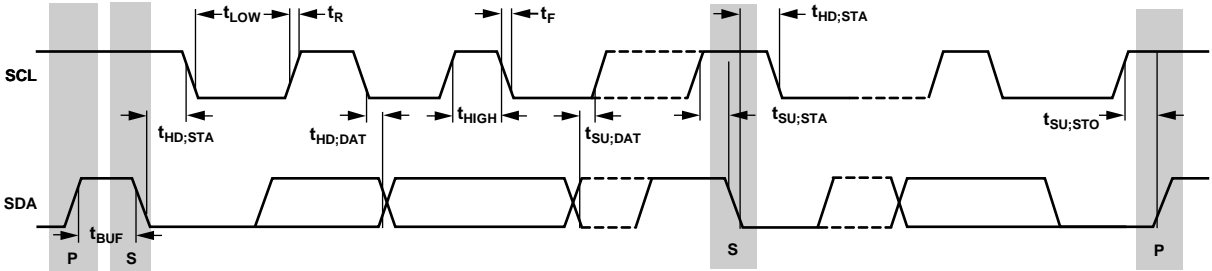 tLOW tR tF tHD;STA
SCL
tHD;STA tHD;DAT tHIGH tSU;DAT tSU;STA tSU;STO
SDA
tBUF
P S S P